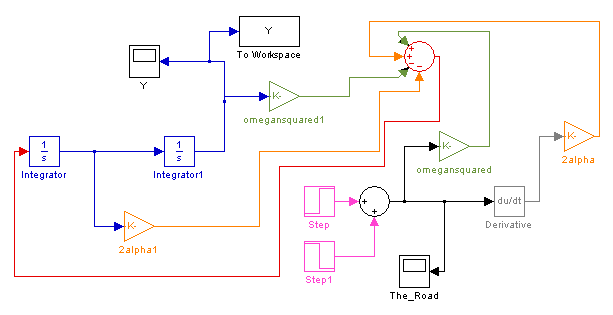 Y
To Workspace
Y
K-
omegansquared1
+
+
−
−
K-
2alpha
1
s
Integrator
1
s
Integrator1
K-
omegansquared
K-
2alpha1
Step
+
+
du/dt
Derivative
Step1
The_Road